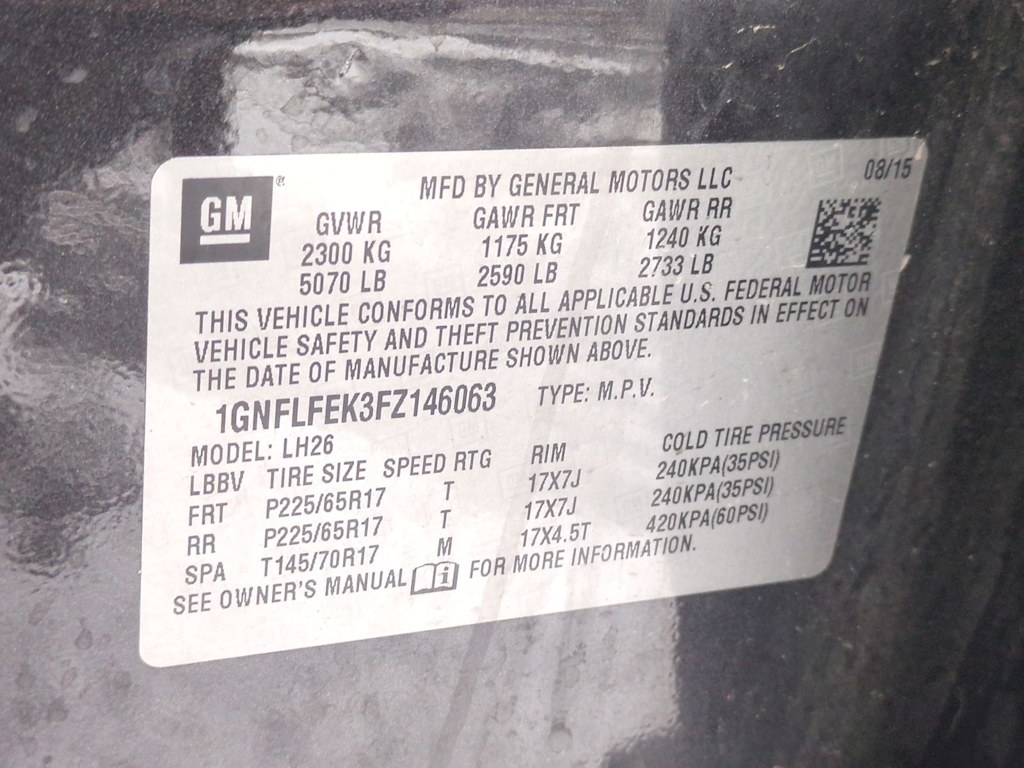 GM®
MFD BY GENERAL MOTORS LLC 08/15
GVWR GAWR FRT GAWR RR
2300 KG 1175 KG 1240 KG
5070 LB 2590 LB 2733 LB
THIS VEHICLE CONFORMS TO ALL APPLICABLE U.S. FEDERAL MOTOR
VEHICLE SAFETY AND THEFT PREVENTION STANDARDS IN EFFECT ON
THE DATE OF MANUFACTURE SHOWN ABOVE.
1GNFLFEK3FZ146063 TYPE: M.P.V.
MODEL: LH26
LBBV TIRE SIZE SPEED RTG RIM COLD TIRE PRESSURE
FRT P225/65R17 T 17X7J 240KPA(35PSI)
RR P225/65R17 T 17X7J 240KPA(35PSI)
SPA T145/70R17 M 17X4.5T 420KPA(60PSI)
SEE OWNER'S MANUAL i FOR MORE INFORMATION.